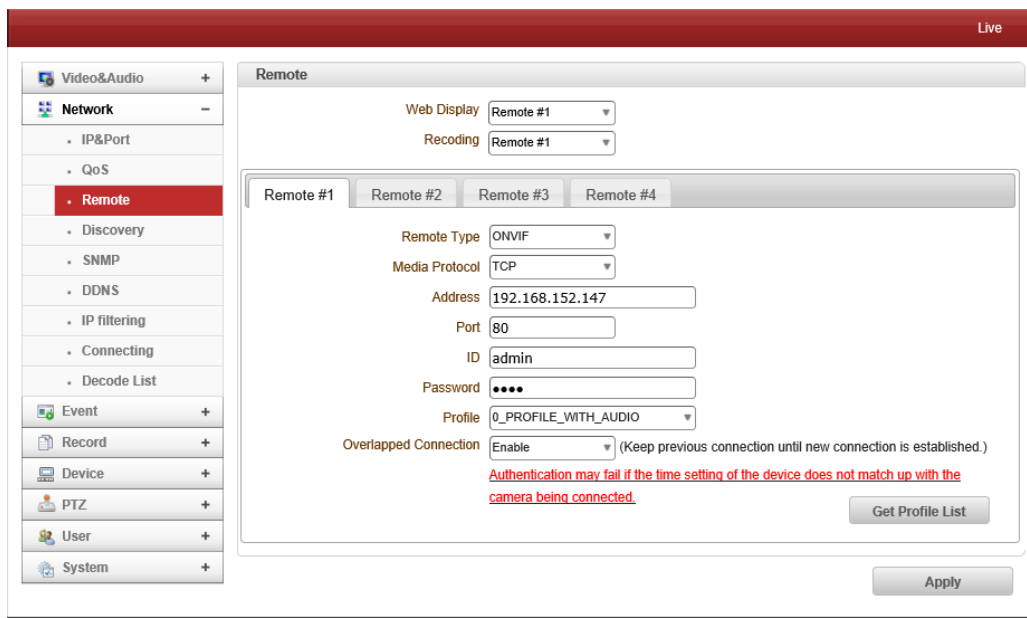 Live
Video&Audio
Network
IP&Port
QoS
Remote
Discovery
SNMP
DDNS
IP filtering
Connecting
Decode List
Event
Record
Device
PTZ
User
System
Remote
Web Display Remote #1
Recoding Remote #1
Remote #1 Remote #2 Remote #3 Remote #4
Remote Type ONVIF
Media Protocol TCP
Address 192.168.152.147
Port 80
ID admin
Password ●●●●
Profile 0_PROFILE_WITH_AUDIO
Overlapped Connection Enable (Keep previous connection until new connection is established.)
Authentication may fail if the time setting of the device does not match up with the
camera being connected.
Get Profile List
Apply